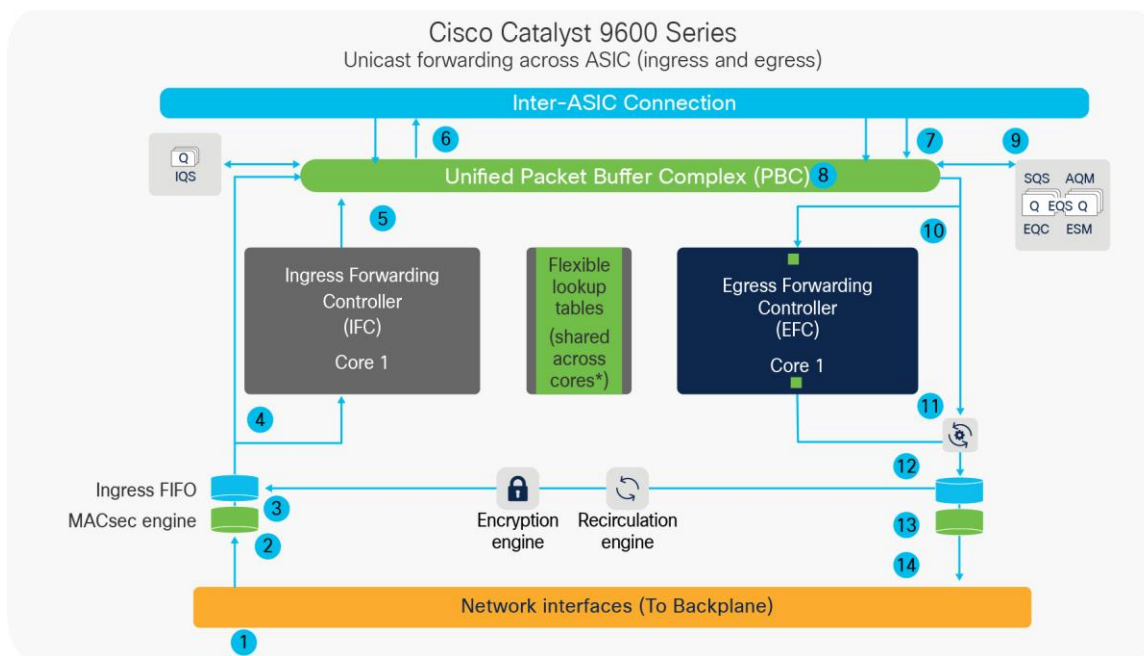 Cisco Catalyst 9600 Series
Unicast forwarding across ASIC (ingress and egress)
Inter-ASIC Connection
6
7
9
Q
IQS
Unified Packet Buffer Complex (PBC)
8
SQS AQM
Q EQS Q
EQC ESM
5
10
Ingress Forwarding
Controller
(IFC)
Core 1
Flexible
lookup
tables
(shared
across
cores*)
Egress Forwarding
Controller
(EFC)
Core 1
4
11
12
Ingress FIFO
3
MACsec engine
2
Encryption
engine
Recirculation
engine
13
14
Network interfaces (To Backplane)
1